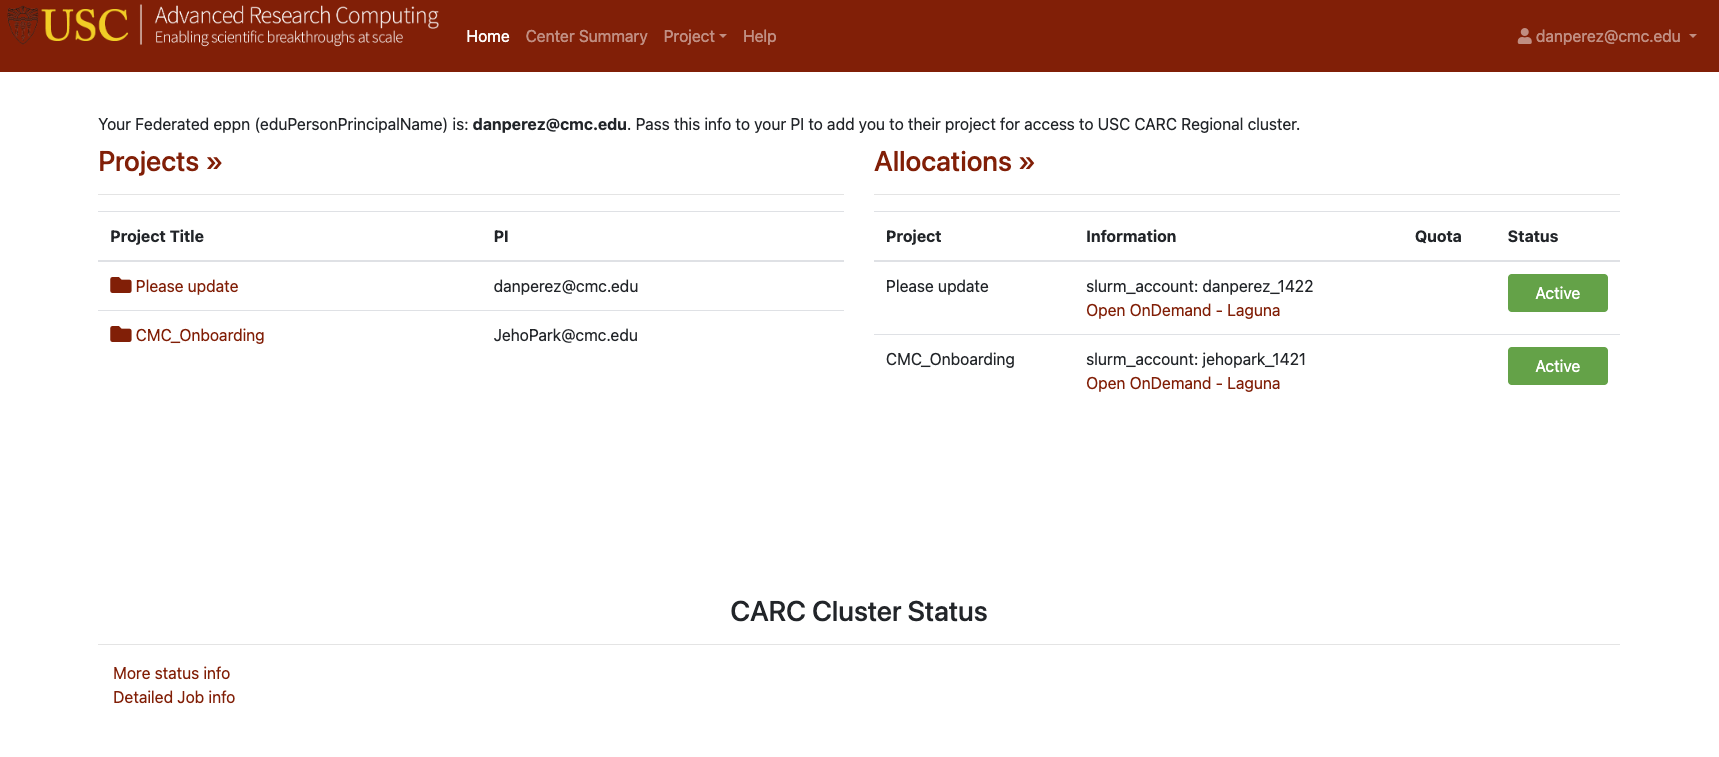 USC Advanced Research Computing
Enabling scientific breakthroughs at scale
Home Center Summary Project Help
danperez@cmc.edu
Your Federated eppn (eduPersonPrincipalName) is: danperez@cmc.edu. Pass this info to your PI to add you to their project for access to USC CARC Regional cluster.
Projects »
Project Title PI
Please update danperez@cmc.edu
CMC_Onboarding JehoPark@cmc.edu
Allocations »
Project Information Quota Status
Please update slurm_account: danperez_1422 Active
Open OnDemand - Laguna
CMC_Onboarding slurm_account: jehopark_1421 Active
Open OnDemand - Laguna
CARC Cluster Status
More status info
Detailed Job info